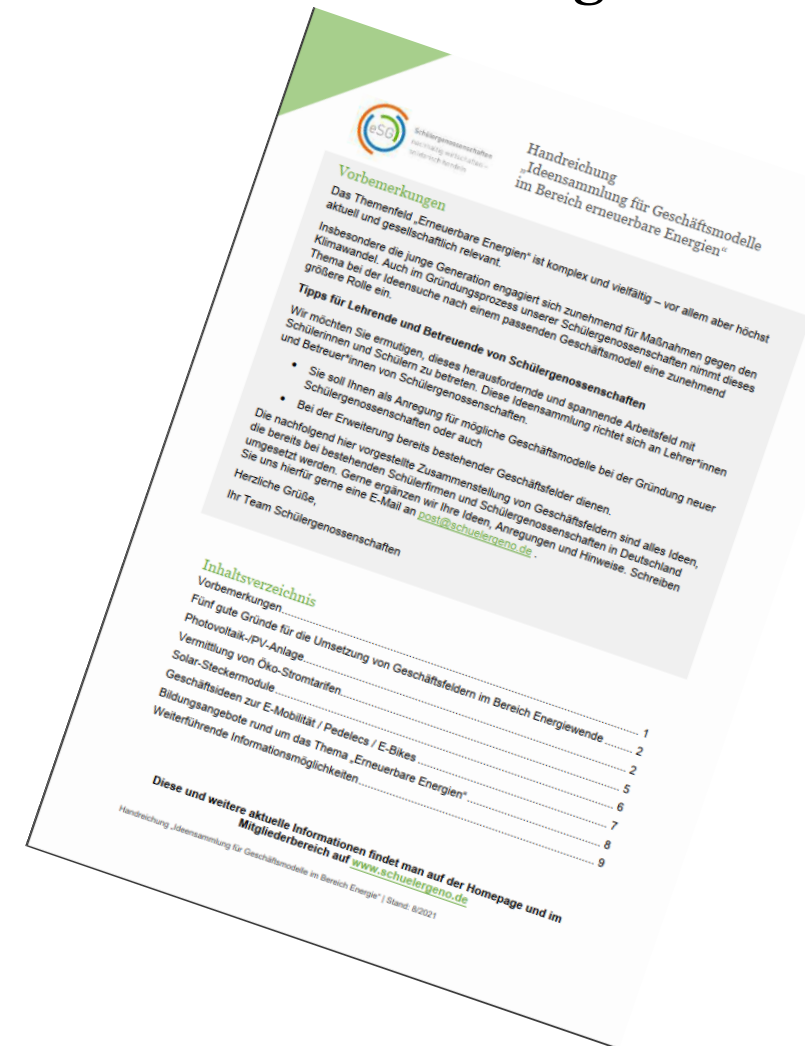 g
eSG
Schülergenossenschaften
nachhaltig wirtschaften –
solidarisch handeln
Handreichung
„Ideensammlung für Geschäftsmodelle
im Bereich erneuerbare Energien“
Vorbemerkungen
Das Themenfeld „Erneuerbare Energien“ ist komplex und vielfältig – vor allem aber höchst
aktuell und gesellschaftlich relevant.
Insbesondere die junge Generation engagiert sich zunehmend für Maßnahmen gegen den
Klimawandel. Auch im Gründungsprozess unserer Schülergenossenschaften nimmt dieses
Thema bei der Ideensuche nach einem passenden Geschäftsmodell eine zunehmend
größere Rolle ein.
Tipps für Lehrende und Betreuende von Schülergenossenschaften
Wir möchten Sie ermutigen, dieses herausfordernde und spannende Arbeitsfeld mit
Schülerinnen und Schülern zu betreten. Diese Ideensammlung richtet sich an Lehrer*innen
und Betreuer*innen von Schülergenossenschaften.
• Sie soll Ihnen als Anregung für mögliche Geschäftsmodelle bei der Gründung neuer
Schülergenossenschaften oder auch
• Bei der Erweiterung bereits bestehender Geschäftsfelder dienen.
Die nachfolgend hier vorgestellte Zusammenstellung von Geschäftsfeldern sind alles Ideen,
die bereits bei bestehenden Schülerfirmen und Schülergenossenschaften in Deutschland
umgesetzt werden. Gerne ergänzen wir Ihre Ideen, Anregungen und Hinweise. Schreiben
Sie uns hierfür gerne eine E-Mail an post@schuelergeno.de .
Herzliche Grüße,
Ihr Team Schülergenossenschaften
Inhaltsverzeichnis
Vorbemerkungen 1
Fünf gute Gründe für die Umsetzung von Geschäftsfeldern im Bereich Energiewende 2
Photovoltaik-/PV-Anlage 2
Vermittlung von Öko-Stromtarifen 5
Solar-Steckermodule 6
Geschäftsideen zur E-Mobilität / Pedelecs / E-Bikes 7
Bildungsangebote rund um das Thema „Erneuerbare Energien“ 8
Weiterführende Informationsmöglichkeiten 9
Diese und weitere aktuelle Informationen findet man auf der Homepage und im
Mitgliederbereich auf www.schuelergeno.de
Handreichung „Ideensammlung für Geschäftsmodelle im Bereich Energie“ | Stand: 8/2021